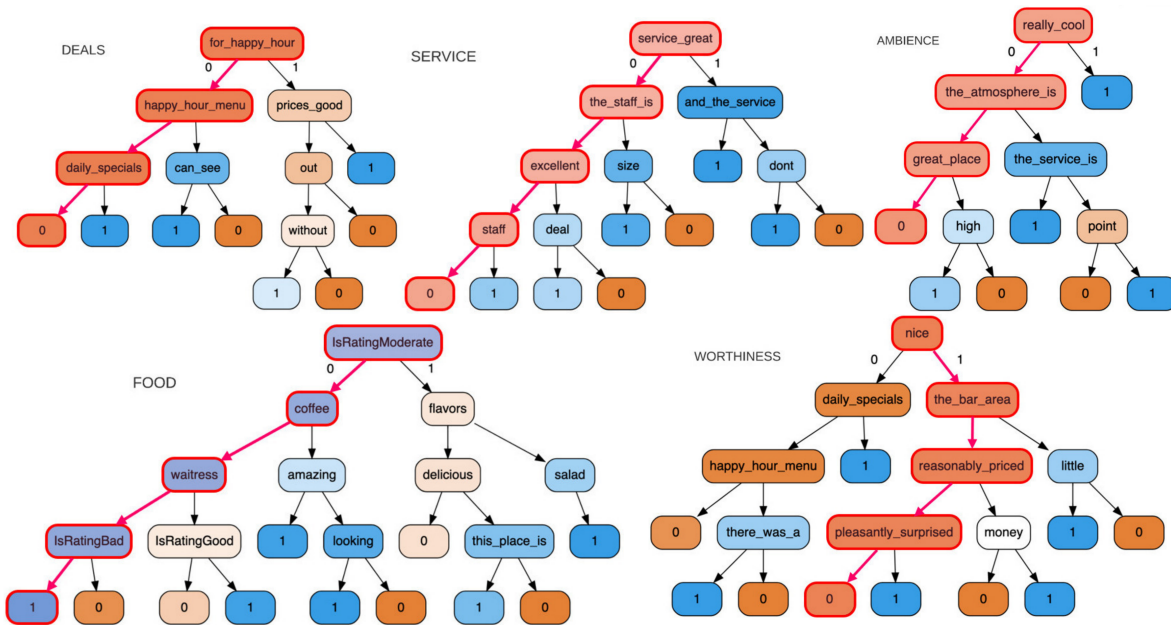 DEALS
for_happy_hour
0 1
happy_hour_menu prices_good
daily_specials can_see out 1
0 1 1 0 without 0
1 0
SERVICE
service_great
0 1
the_staff_is and_the_service
excellent size 1 dont
staff deal 1 0 1 0
0 1 1 0
AMBIENCE
really_cool
0 1
the_atmosphere_is 1
great_place the_service_is
0 high 1 point
1 0 0 1
FOOD
IsRatingModerate
0 1
coffee flavors
waitress amazing delicious salad
IsRatingBad IsRatingGood 1 looking 0 this_place_is 1
1 0 0 1 1 0 1 0
WORTHINESS
nice
0 1
daily_specials the_bar_area
happy_hour_menu 1 reasonably_priced little
0 there_was_a pleasantly_surprised money 1 0
1 0 0 1 0 1